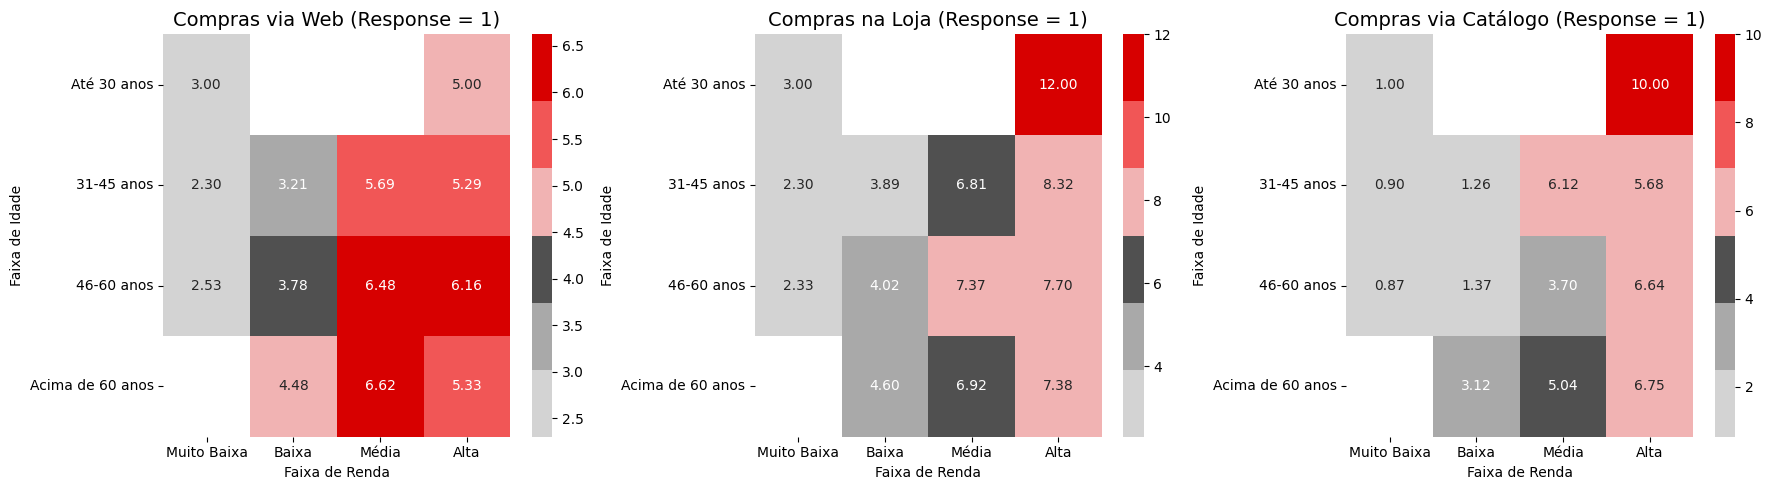 Compras via Web (Response = 1)
Faixa de Idade
Até 30 anos
31-45 anos
46-60 anos
Acima de 60 anos
3.00 5.00
2.30 3.21 5.69 5.29
2.53 3.78 6.48 6.16
4.48 6.62 5.33
Muito Baixa Baixa Média Alta
Faixa de Renda
6.5
6.0
5.5
5.0
4.5
4.0
3.5
3.0
2.5
Compras na Loja (Response = 1)
Faixa de Idade
Até 30 anos
31-45 anos
46-60 anos
Acima de 60 anos
3.00 12.00
2.30 3.89 6.81 8.32
2.33 4.02 7.37 7.70
4.60 6.92 7.38
Muito Baixa Baixa Média Alta
Faixa de Renda
12
10
8
6
4
Compras via Catálogo (Response = 1)
Faixa de Idade
Até 30 anos
31-45 anos
46-60 anos
Acima de 60 anos
1.00 10.00
0.90 1.26 6.12 5.68
0.87 1.37 3.70 6.64
3.12 5.04 6.75
Muito Baixa Baixa Média Alta
Faixa de Renda
10
8
6
4
2